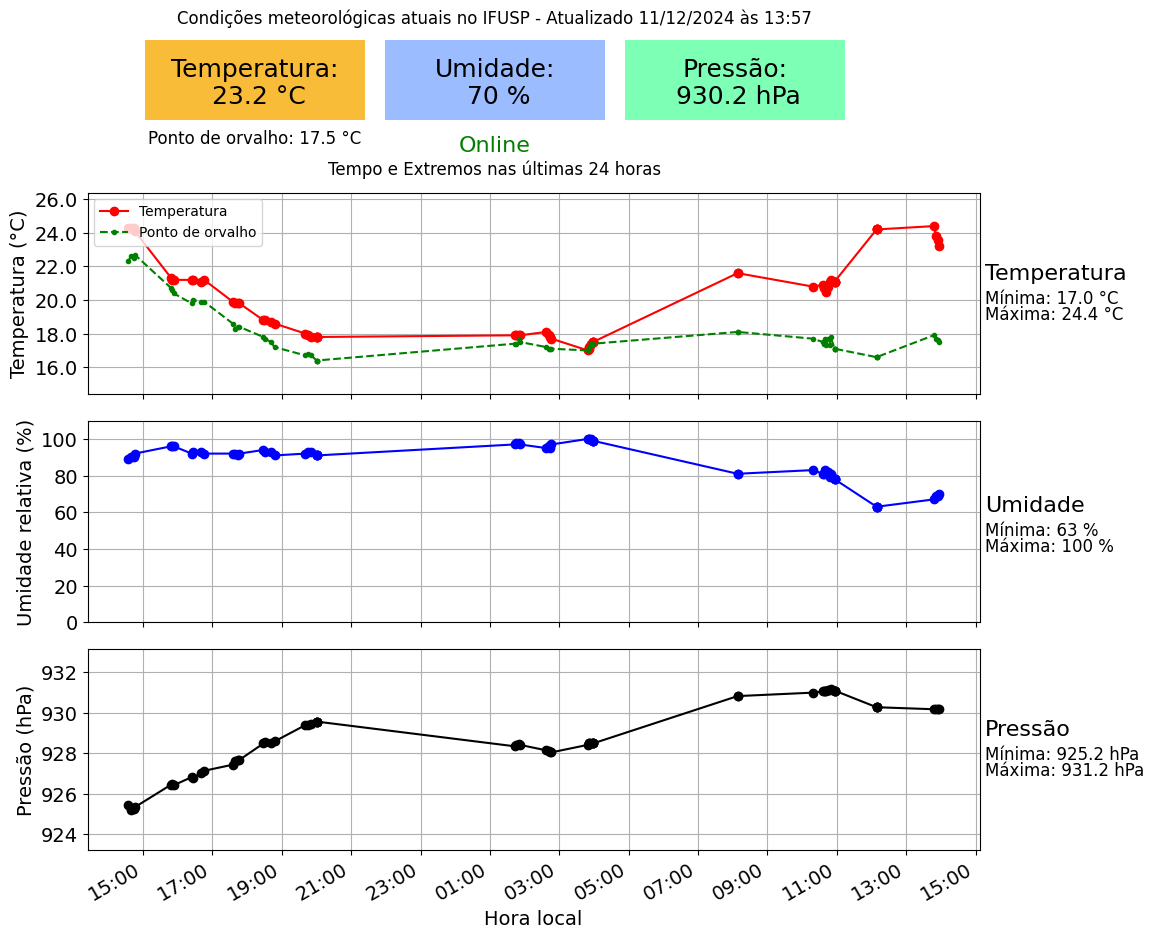 Condições meteorológicas atuais no IFUSP - Atualizado 11/12/2024 às 13:57
Temperatura:
23.2 °C
Umidade:
70 %
Pressão:
930.2 hPa
Ponto de orvalho: 17.5 °C
Online
Tempo e Extremos nas últimas 24 horas
Temperatura (°C)
26.0
24.0
22.0
20.0
18.0
16.0
Temperatura
Ponto de orvalho
Temperatura
Mínima: 17.0 °C
Máxima: 24.4 °C
Umidade relativa (%)
100
80
60
40
20
0
Umidade
Mínima: 63 %
Máxima: 100 %
Pressão (hPa)
932
930
928
926
924
Pressão
Mínima: 925.2 hPa
Máxima: 931.2 hPa
15:00 17:00 19:00 21:00 23:00 01:00 03:00 05:00 07:00 09:00 11:00 13:00 15:00
Hora local